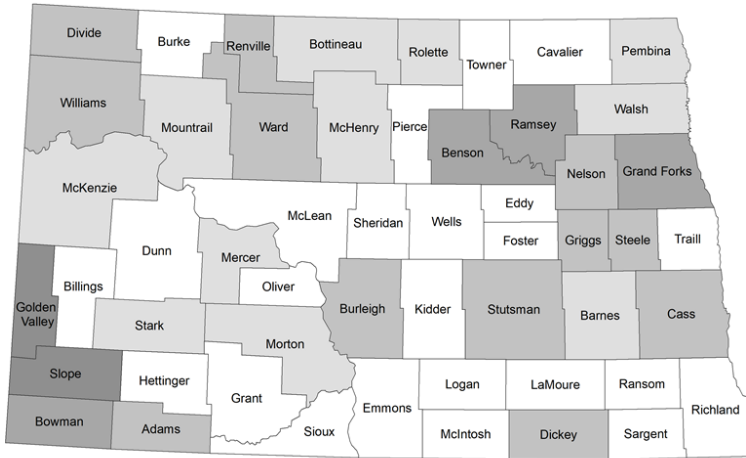 Divide
Burke
Renville
Bottineau
Rolette
Towner
Cavalier
Pembina
Williams
Mountrail
Ward
McHenry
Pierce
Benson
Ramsey
Walsh
Nelson
Grand Forks
McKenzie
Dunn
McLean
Sheridan
Wells
Eddy
Foster
Griggs
Steele
Traill
Mercer
Oliver
Golden
Valley
Billings
Stark
Morton
Burleigh
Kidder
Stutsman
Barnes
Cass
Slope
Hettinger
Grant
Bowman
Adams
Sioux
Emmons
Logan
LaMoure
Ransom
Richland
McIntosh
Dickey
Sargent